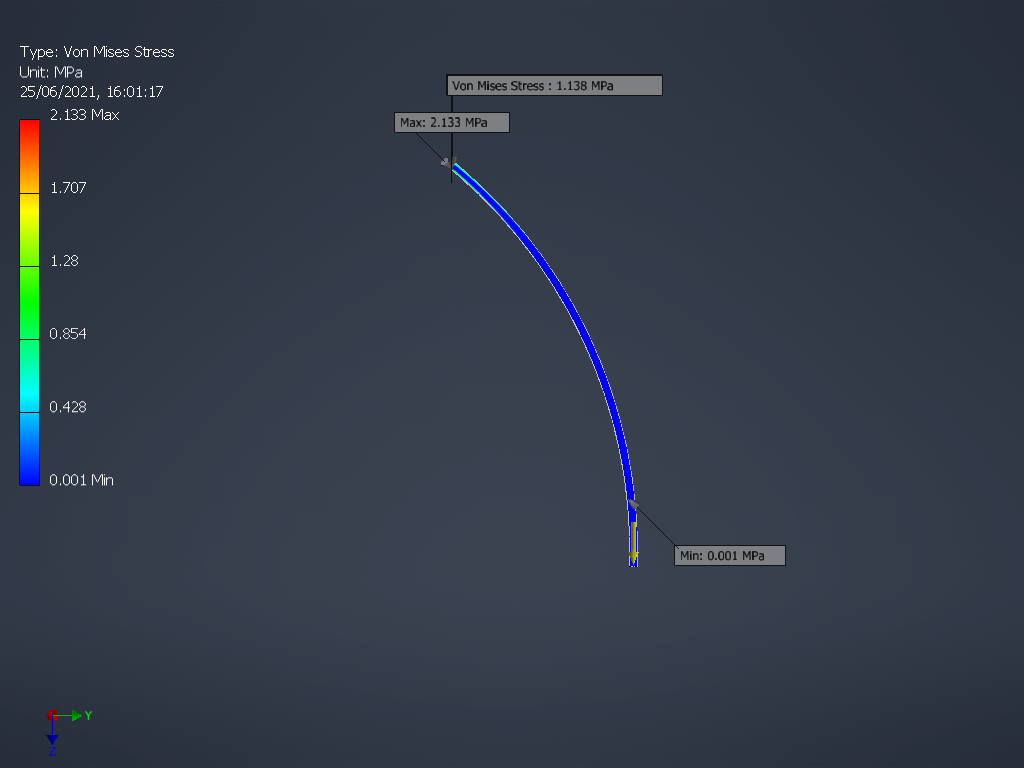 Type: Von Mises Stress
Unit: MPa
25/06/2021, 16:01:17
2.133 Max
1.707
1.28
0.854
0.428
0.001 Min
Von Mises Stress : 1.138 MPa
Max: 2.133 MPa
Min: 0.001 MPa
Y
Z